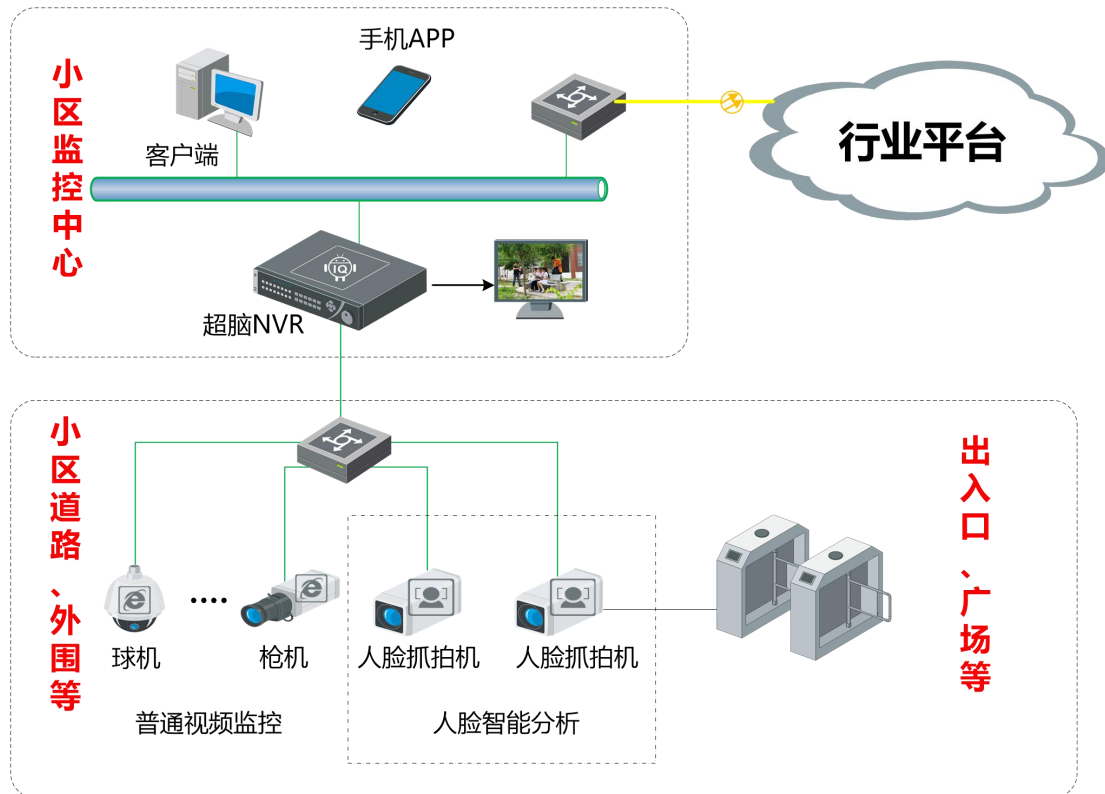 小区监控中心
手机APP
客户端
行业平台
IQ
超脑NVR
小区道路、外围等
出入口、广场等
球机
枪机
人脸抓拍机
人脸抓拍机
普通视频监控
人脸智能分析